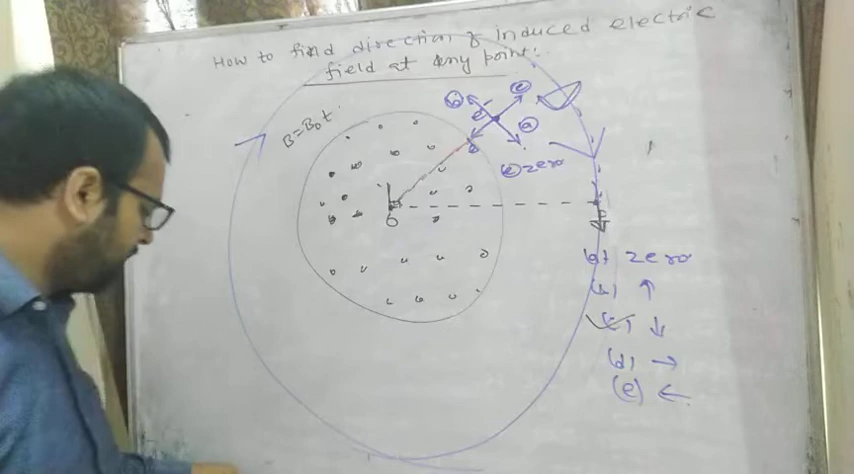 How to find direction of induced electric
field at any point:
B=B₀t
(b)
(c)
(a)
(e) zero
O
(a) zero
(b) ↑
(c) ↓
(d) →
(e) ←